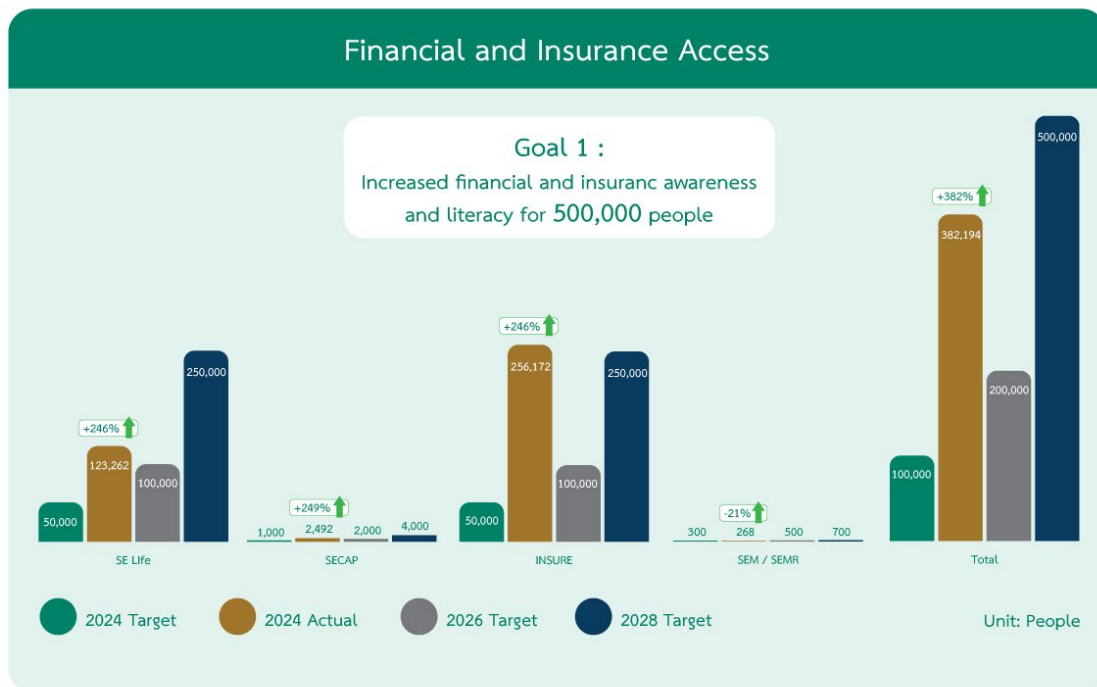 Financial and Insurance Access
Goal 1 :
Increased financial and insuranc awareness
and literacy for 500,000 people
+246%
50,000
123,262
100,000
250,000
SE LIfe
+249%
1,000
2,492
2,000
4,000
SECAP
+246%
50,000
256,172
100,000
250,000
INSURE
-21%
300
268
500
700
SEM / SEMR
+382%
100,000
382,194
200,000
500,000
Total
2024 Target
2024 Actual
2026 Target
2028 Target
Unit: People